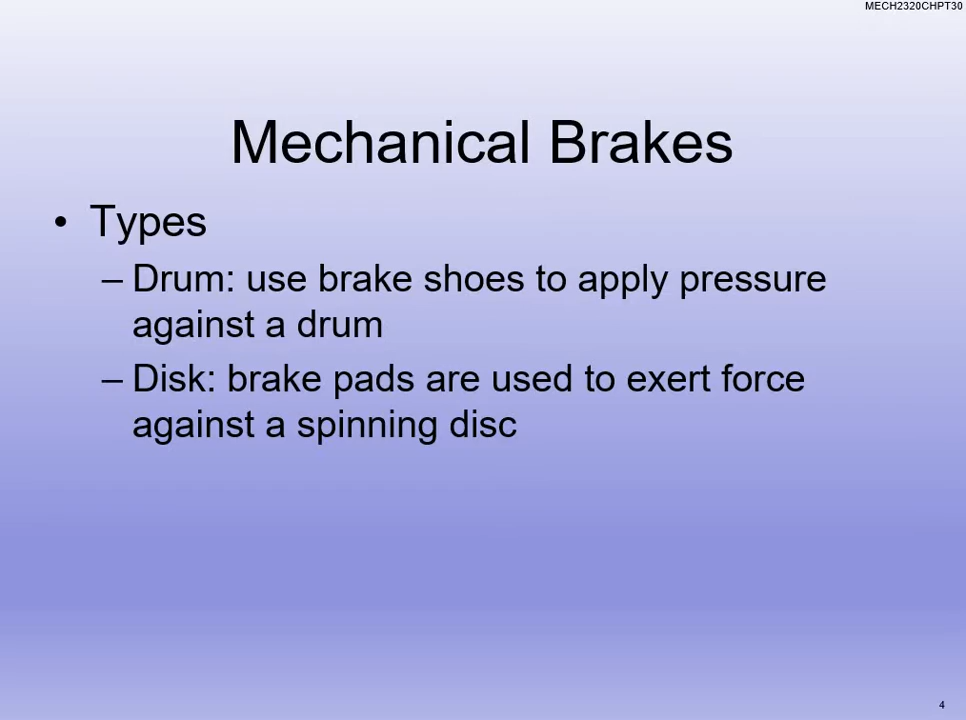 MECH2320CHPT30
Mechanical Brakes
• Types
– Drum: use brake shoes to apply pressure
against a drum
– Disk: brake pads are used to exert force
against a spinning disc
4